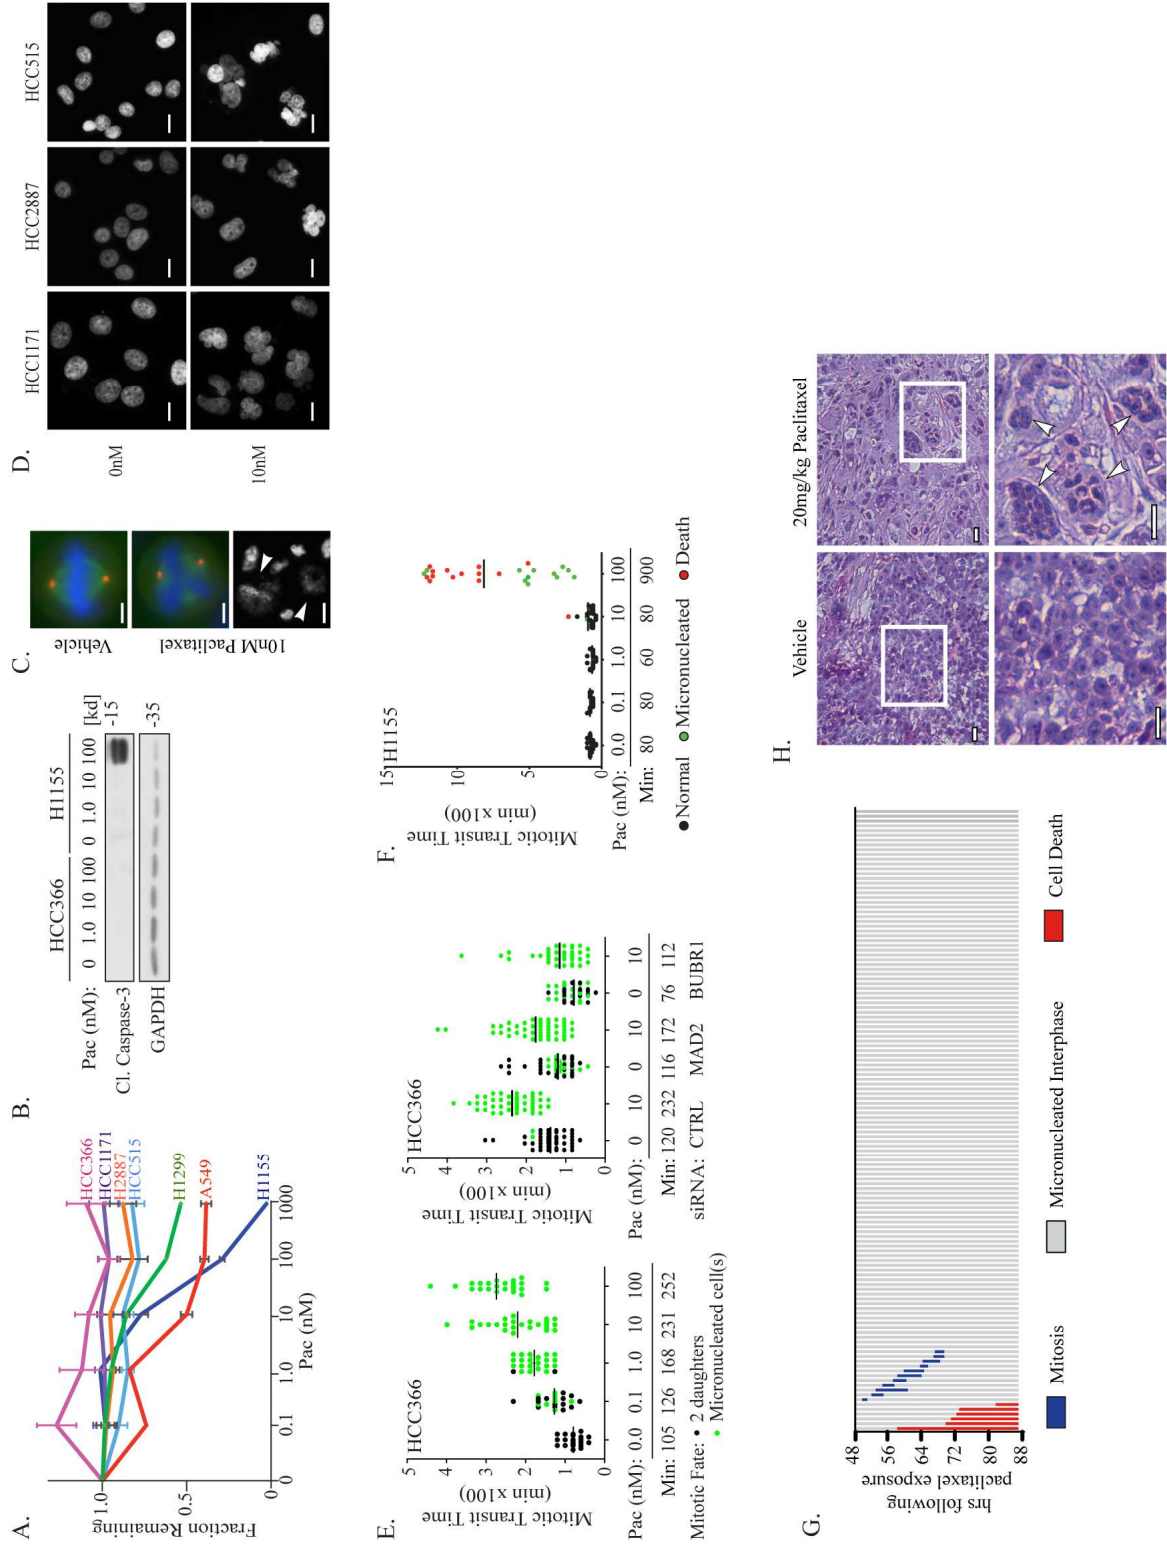 A.
Fraction Remaining
1.0
0.5
0
0 0.1 1.0 10 100 1000
Pac (nM)
HCC366
HCC1171
H2887
HCC515
H1299
A549
H1155
B.
HCC366 H1155
Pac (nM): 0 1.0 10 100 0 1.0 10 100 [kd]
Cl. Caspase-3 -15
GAPDH -35
C.
Vehicle
10nM Paclitaxel
D.
HCC1171 HCC2887 HCC515
0nM
10nM
E.
HCC366
Mitotic Transit Time
(min x100)
5
4
3
2
1
0
Pac (nM): 0.0 0.1 1.0 10 100
Min: 105 126 168 231 252
Mitotic Fate: 2 daughters
Micronucleated cell(s)
HCC366
Mitotic Transit Time
(min x100)
5
4
3
2
1
0
Pac (nM): 0 10 0 10 0 10
Min: 120 232 116 172 76 112
siRNA: CTRL MAD2 BUBR1
F.
H1155
Mitotic Transit Time
(min x100)
15
10
5
0
Pac (nM): 0.0 0.1 1.0 10 100
Min: 80 80 60 80 900
Normal Micronucleated Death
G.
hrs following
paclitaxel exposure
48
56
64
72
80
88
Mitosis Micronucleated Interphase Cell Death
H.
Vehicle 20mg/kg Paclitaxel